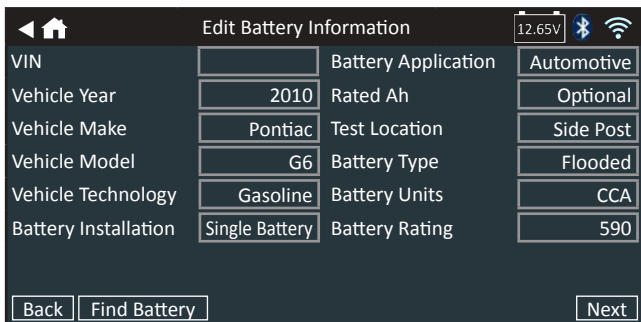 Edit Battery Information 12.65V
VIN Battery Application Automotive
Vehicle Year 2010 Rated Ah Optional
Vehicle Make Pontiac Test Location Side Post
Vehicle Model G6 Battery Type Flooded
Vehicle Technology Gasoline Battery Units CCA
Battery Installation Single Battery Battery Rating 590
Back Find Battery Next